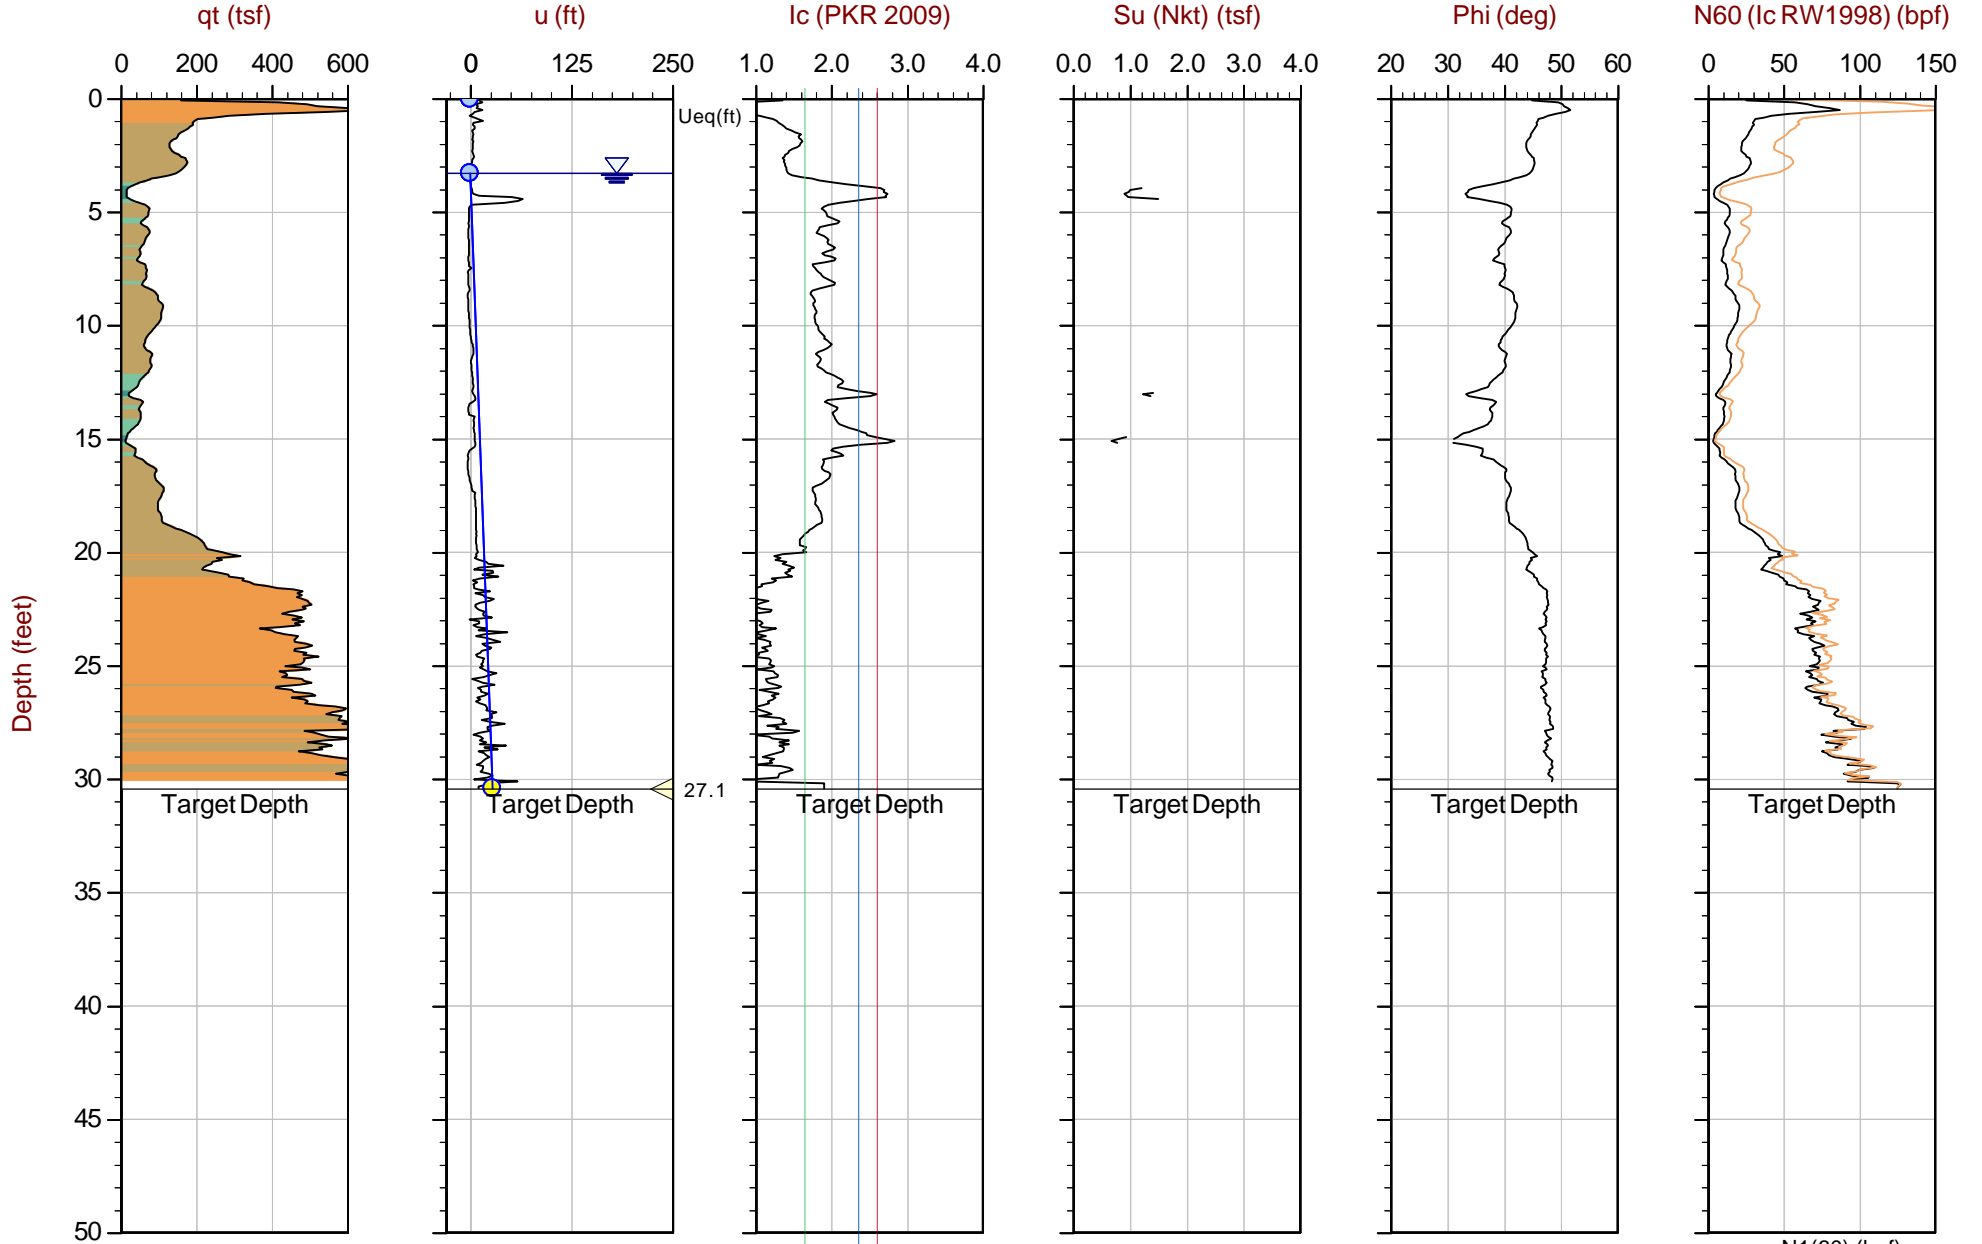 qt (tsf)
u (ft)
Ic (PKR 2009)
Su (Nkt) (tsf)
Phi (deg)
N60 (Ic RW1998) (bpf)
0 200 400 600
0 125 250
1.0 2.0 3.0 4.0
0.0 1.0 2.0 3.0 4.0
20 30 40 50 60
0 50 100 150
0
Ueq(ft)
5
10
15
20
25
30
27.1
Target Depth
Target Depth
Target Depth
Target Depth
Target Depth
Target Depth
35
40
45
50
Depth (feet)